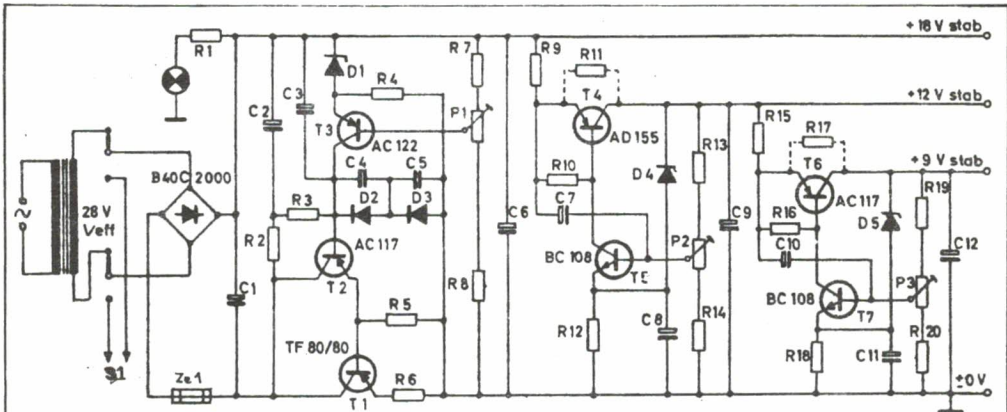 R1
+18 V stab
R7
R9
R11
D1
R4
C2
C3
P1
T4
+12 V stab
T3
AC 122
AD 155
R15
R17
R13
T6
+9 V stab
B40C 2000
C4
C5
R10
D4
C7
AC 117
R19
28 V
Veff
R3
D2
D3
R2
AC 117
C6
P2
C9
R16
D5
C10
BC 108
T5
C12
P3
T2
R8
BC 108
T7
C1
R5
R12
C8
R14
TF 80/80
R18
C11
R20
S1
Ze 1
R6
±0 V
T1